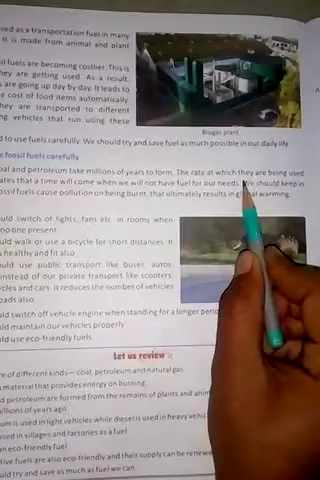 sed as a transportation fuel in many
it is made from animal and plant
sil fuels are becoming costlier. This is
hey are getting used. As a result,
s are going up day by day. It leads to
e cost of food items automatically.
hey are transported to different
ng vehicles that run using these
Biogas plant
d to use fuels carefully. We should try and save fuel as much possible in our daily life.
e fossil fuels carefully
oal and petroleum take millions of years to form. The rate at which they are being used
ates that a time will come when we will not have fuel for our needs. We should keep in
ossil fuels cause pollution on being burnt, that ultimately results in global warming.
uld switch of lights, fans etc. in rooms when
no one present.
uld walk or use a bicycle for short distances. It
s healthy and fit also.
ould use public transport like buses, autos
instead of our private transport like scooters,
ycles and cars. It reduces the number of vehicles
oads also.
uld switch off vehicle engine when standing for a longer perio
uld maintain our vehicles properly.
uld use eco-friendly fuels.
Let us review
re of different kinds— coal, petroleum and natural gas
material that provides energy on burning.
d petroleum are formed from the remains of plants and anim
illions of years ago.
um is used in light vehicles while diesel is used in heavy vehic
used in villages and factories as a fuel
an eco-friendly fuel
tive fuels are also eco-friendly and their supply can be renewe
uld try and save as much as fuel we can.